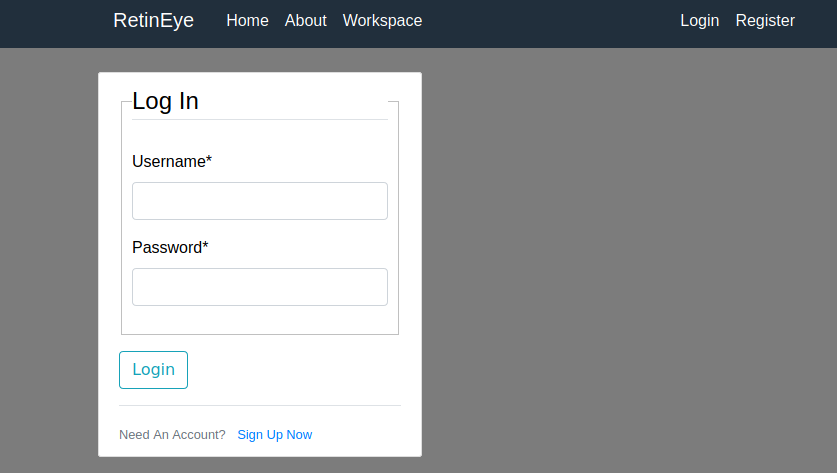 RetinEye Home About Workspace Login Register
Log In
Username*
Password*
Login
Need An Account? Sign Up Now